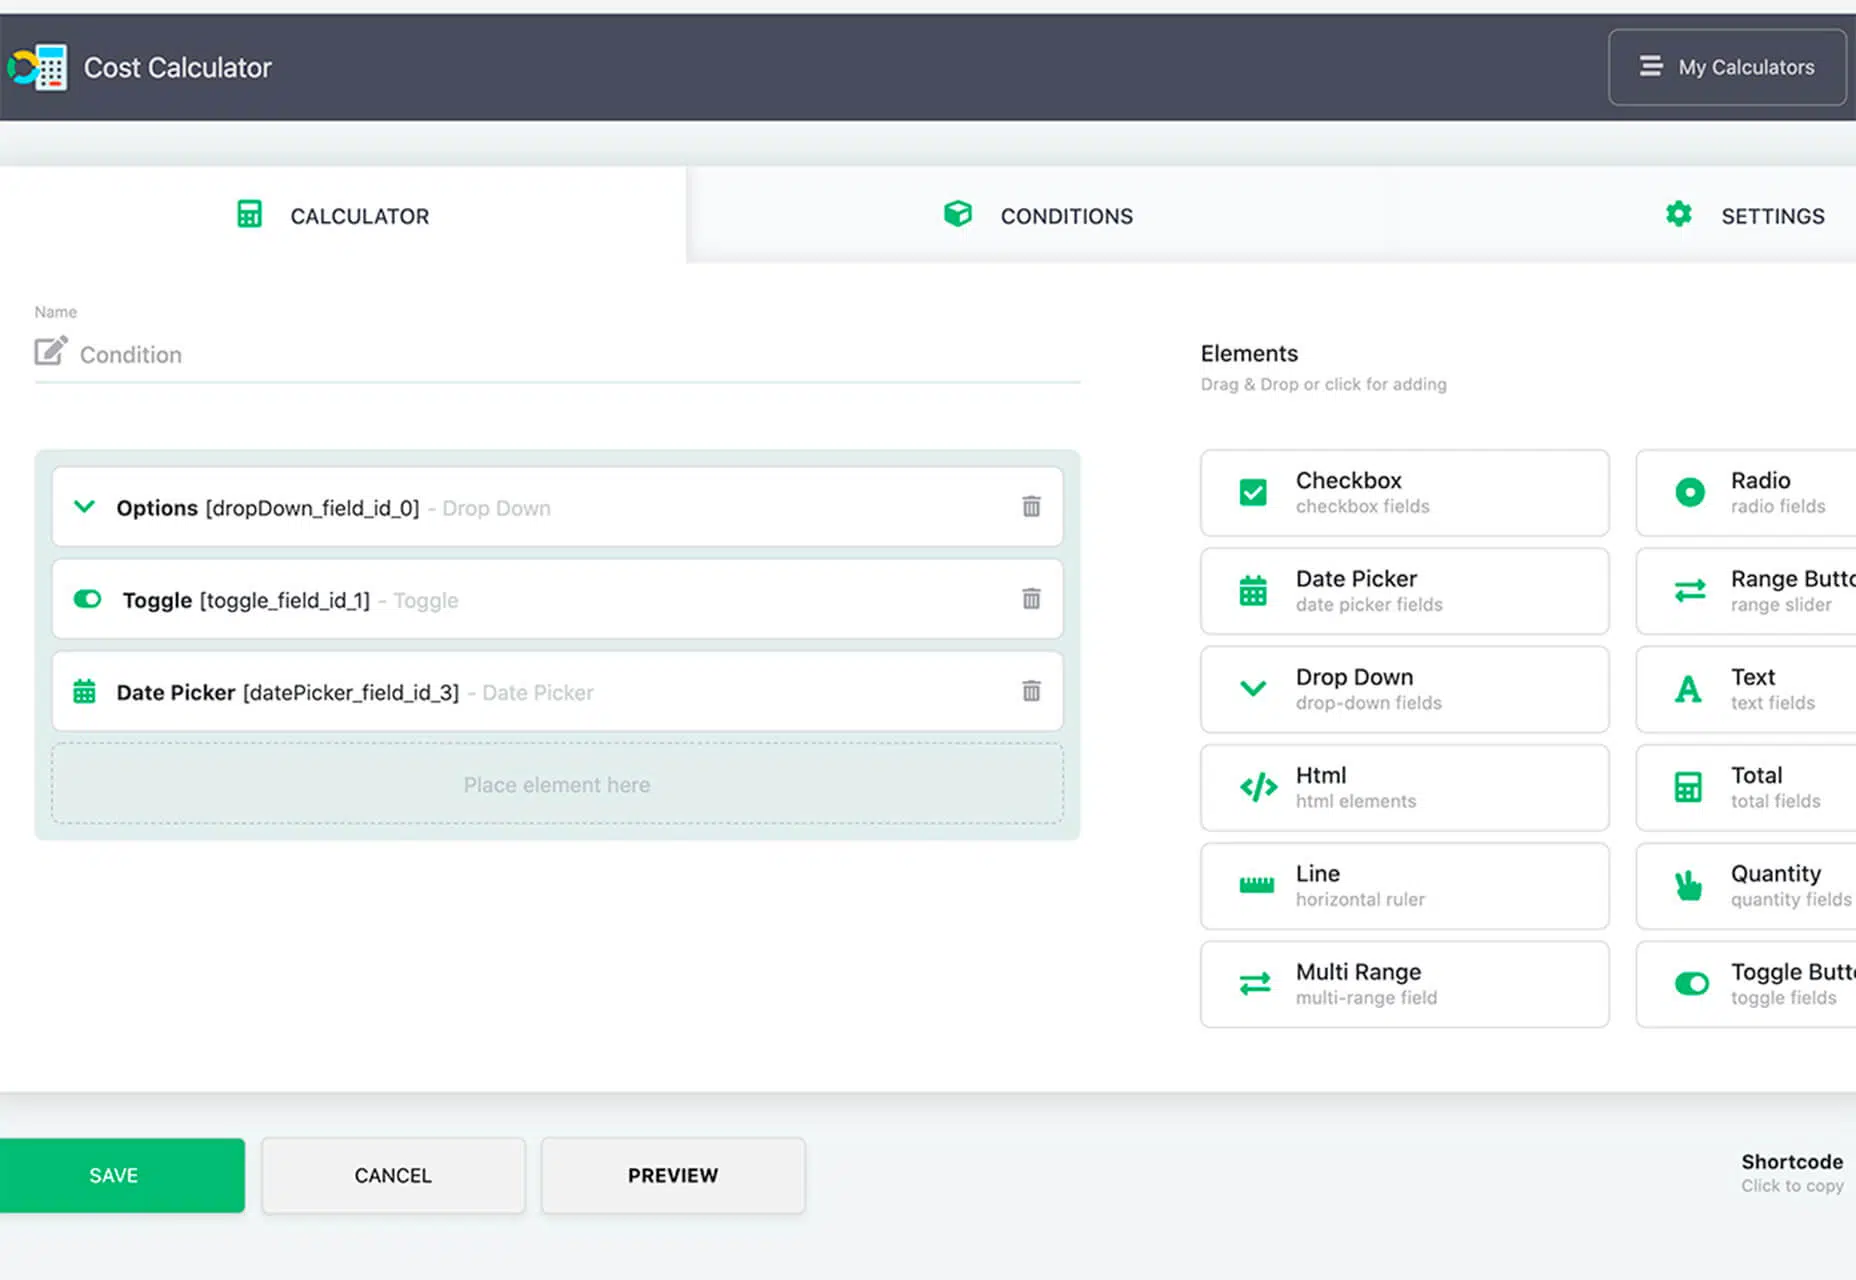 Cost Calculator
My Calculators
CALCULATOR
CONDITIONS
SETTINGS
Name
Condition
Elements
Drag & Drop or click for adding
Options [dropDown_field_id_0] - Drop Down
Toggle [toggle_field_id_1] - Toggle
Date Picker [datePicker_field_id_3] - Date Picker
Place element here
Checkbox
checkbox fields
Radio
radio fields
Date Picker
date picker fields
Range Butto
range slider
Drop Down
drop-down fields
Text
text fields
Html
html elements
Total
total fields
Line
horizontal ruler
Quantity
quantity fields
Multi Range
multi-range field
Toggle Butto
toggle fields
SAVE
CANCEL
PREVIEW
Shortcode
Click to copy